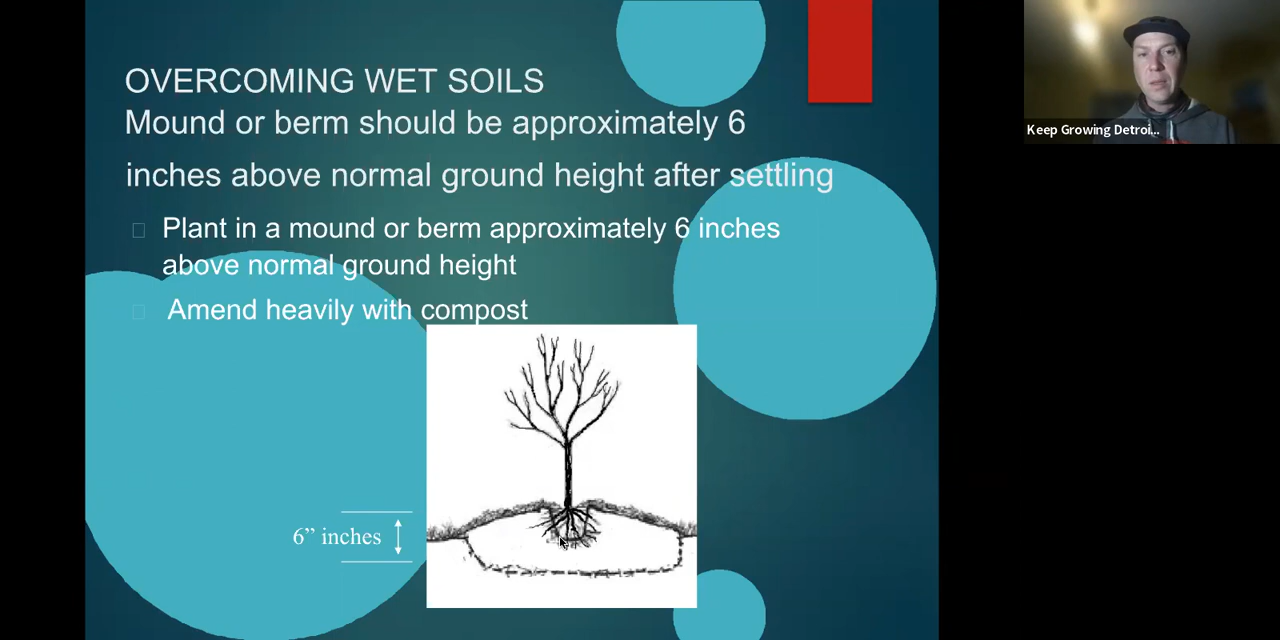 OVERCOMING WET SOILS
Mound or berm should be approximately 6
inches above normal ground height after settling
Plant in a mound or berm approximately 6 inches
above normal ground height
Amend heavily with compost
6” inches
Keep Growing Detroi...